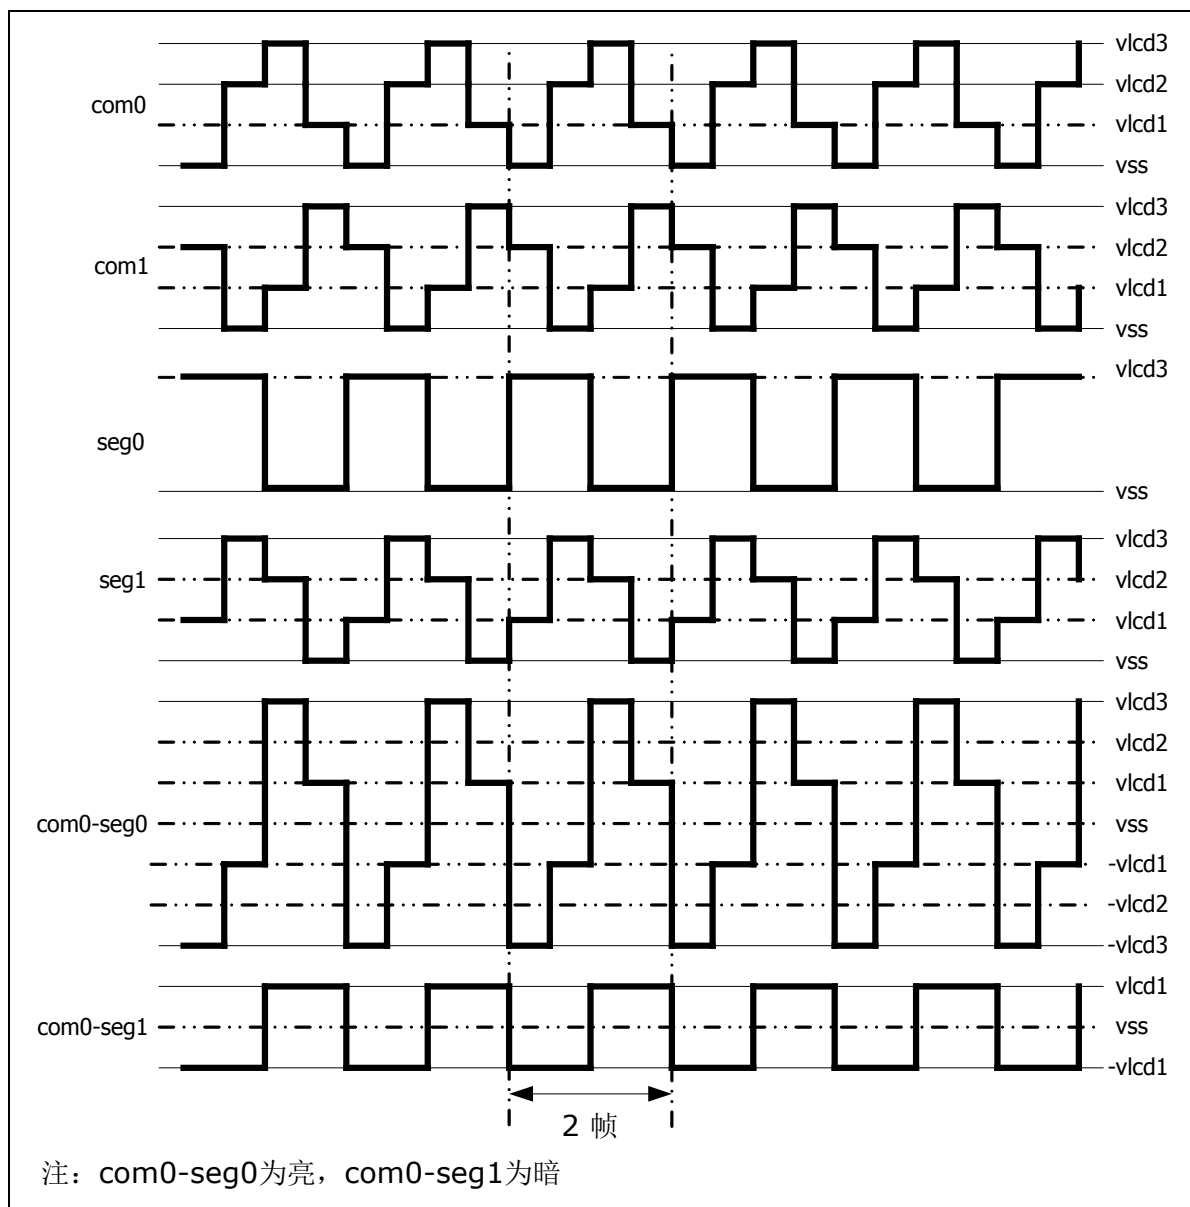 com0
vlcd3
vlcd2
vlcd1
vss
com1
vlcd3
vlcd2
vlcd1
vss
seg0
vlcd3
vss
seg1
vlcd3
vlcd2
vlcd1
vss
com0-seg0
vlcd3
vlcd2
vlcd1
vss
-vlcd1
-vlcd2
-vlcd3
com0-seg1
vlcd1
vss
-vlcd1
2 帧
注：com0-seg0为亮，com0-seg1为暗